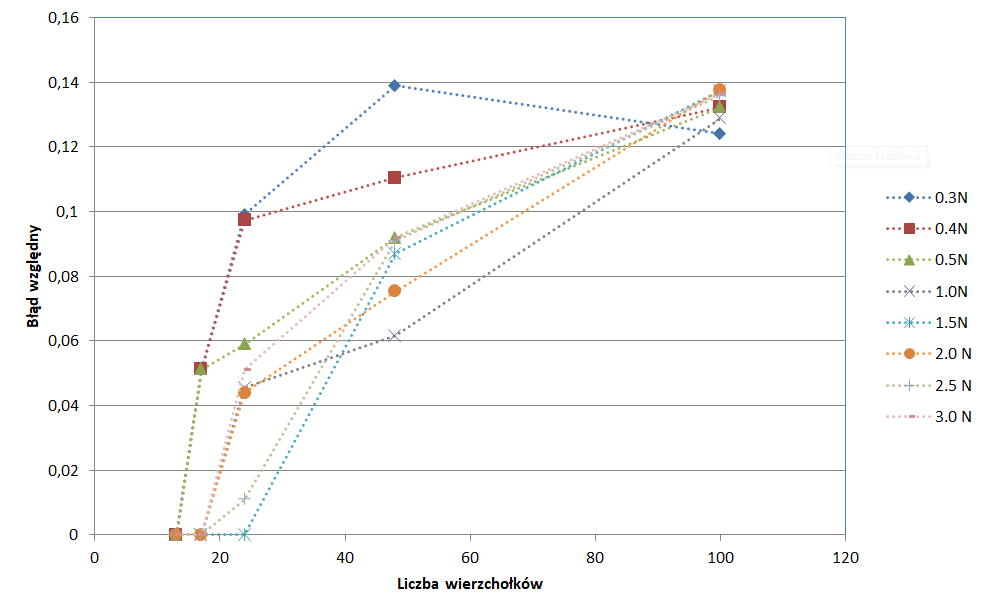 0,16
0,14
0,12
0,1
0,08
0,06
0,04
0,02
0
Błąd względny
0 20 40 60 80 100 120
Liczba wierzchołków
Obszar kreślenia
0.3N
0.4N
0.5N
1.0N
1.5N
2.0 N
2.5 N
3.0 N